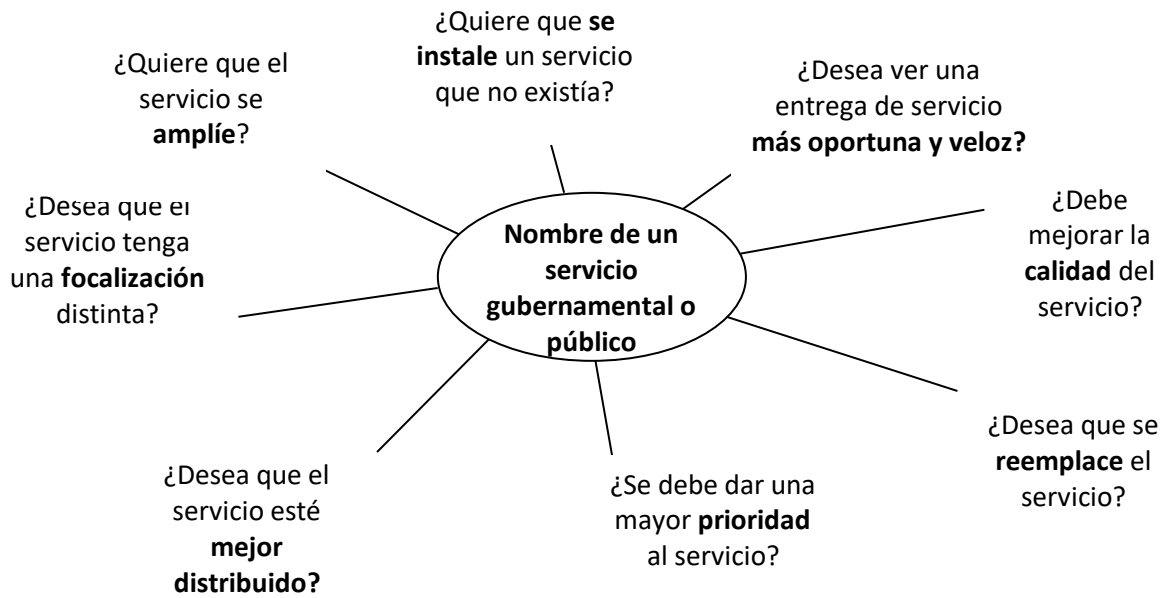 ¿Quiere que se
instale un servicio
que no existía?
¿Quiere que el
servicio se
amplíe?
¿Desea ver una
entrega de servicio
más oportuna y veloz?
¿Desea que el
servicio tenga
una focalización
distinta?
Nombre de un
servicio
gubernamental o
público
¿Debe
mejorar la
calidad del
servicio?
¿Desea que se
reemplace el
servicio?
¿Desea que el
servicio esté
mejor
distribuido?
¿Se debe dar una
mayor prioridad
al servicio?